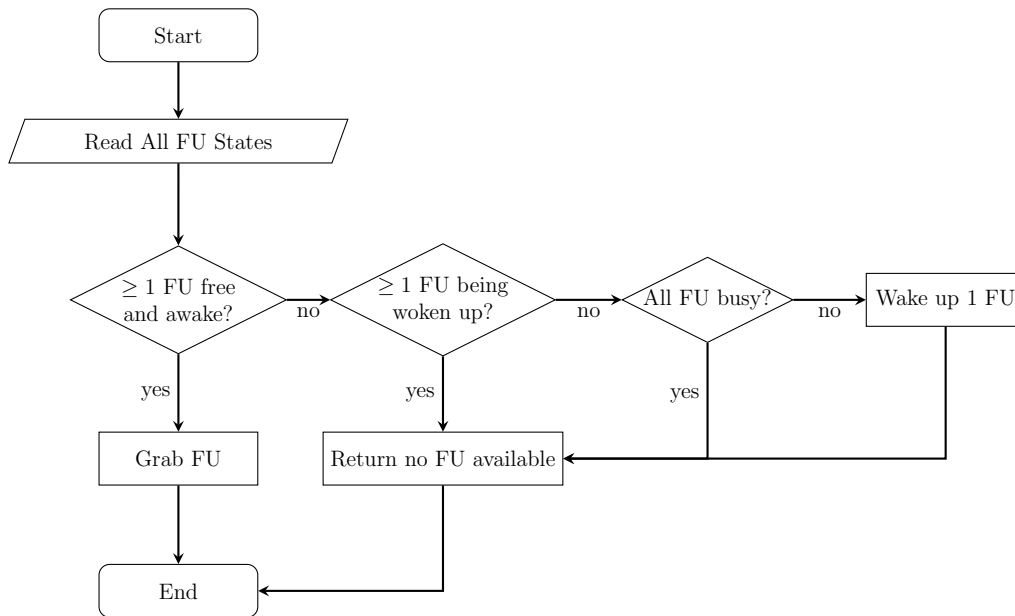 Start
Read All FU States
≥ 1 FU free
and awake?
no
≥ 1 FU being
woken up?
no
All FU busy?
no
Wake up 1 FU
yes
yes
yes
Grab FU
Return no FU available
End